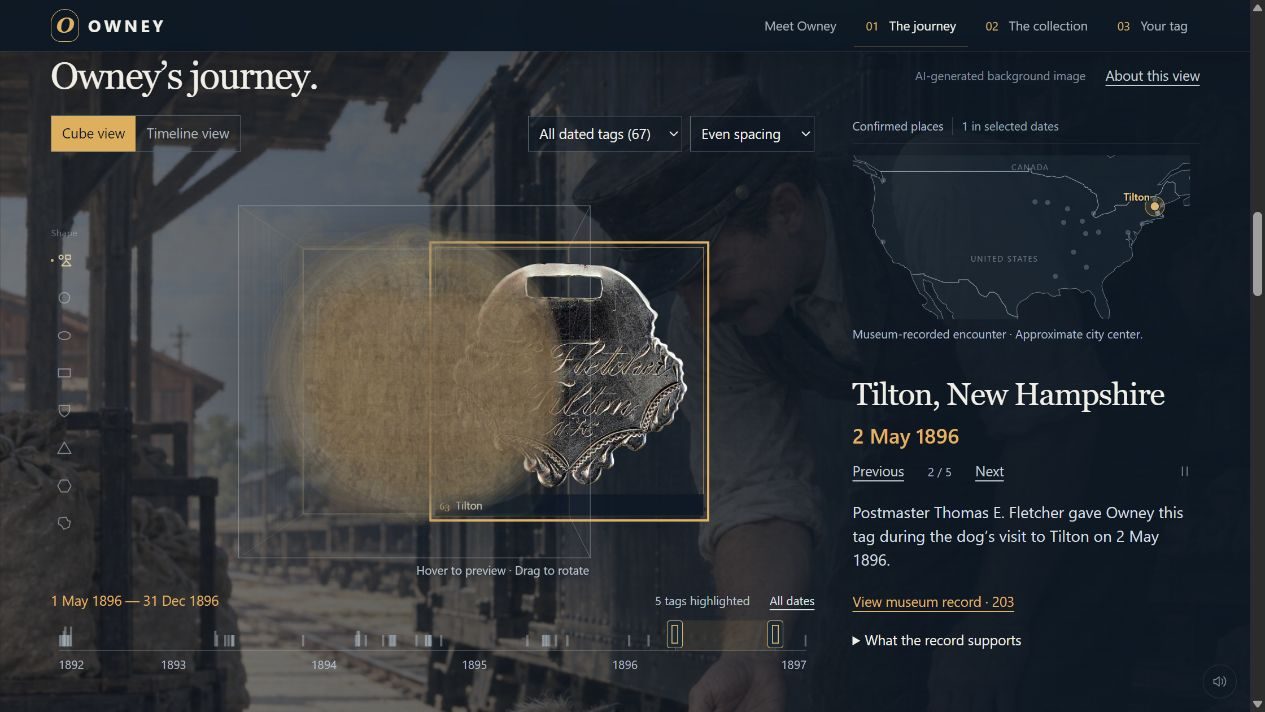 O OWNEY
Meet Owney
01 The journey
02 The collection
03 Your tag
Owney's journey.
AI-generated background image
About this view
Cube view
Timeline view
All dated tags (67)
Even spacing
Confirmed places
1 in selected dates
CANADA
Tilton
UNITED STATES
Museum-recorded encounter · Approximate city center.
Shape
Fletcher
Tilton
63 Tilton
Hover to preview · Drag to rotate
Tilton, New Hampshire
2 May 1896
Previous
2 / 5
Next
Postmaster Thomas E. Fletcher gave Owney this
tag during the dog's visit to Tilton on 2 May
1896.
View museum record · 203
What the record supports
1 May 1896 — 31 Dec 1896
5 tags highlighted
All dates
1892 1893 1894 1895 1896 1897